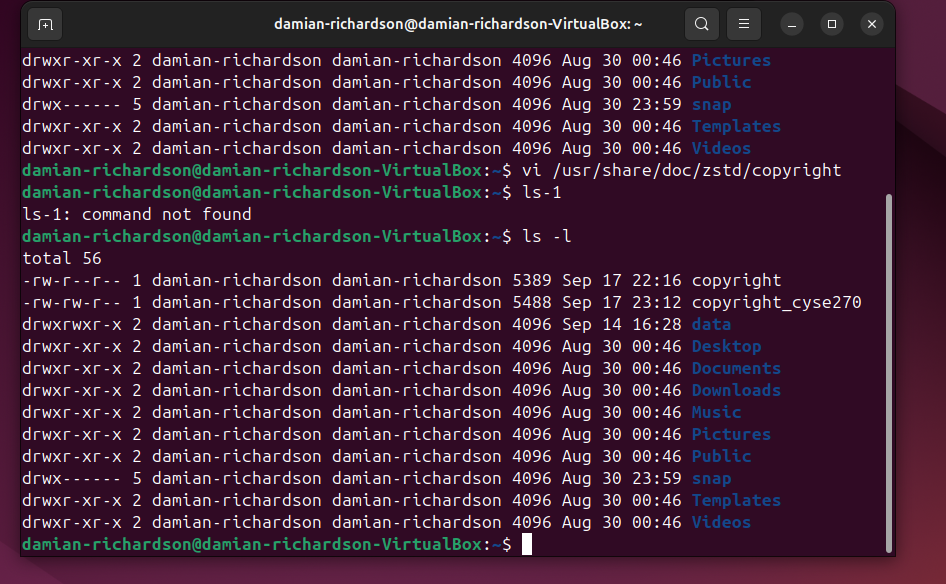 damian-richardson@damian-richardson-VirtualBox: ~
drwxr-xr-x 2 damian-richardson damian-richardson 4096 Aug 30 00:46 Pictures
drwxr-xr-x 2 damian-richardson damian-richardson 4096 Aug 30 00:46 Public
drwx------ 5 damian-richardson damian-richardson 4096 Aug 30 23:59 snap
drwxr-xr-x 2 damian-richardson damian-richardson 4096 Aug 30 00:46 Templates
drwxr-xr-x 2 damian-richardson damian-richardson 4096 Aug 30 00:46 Videos
damian-richardson@damian-richardson-VirtualBox:~$ vi /usr/share/doc/zstd/copyright
damian-richardson@damian-richardson-VirtualBox:~$ ls-1
ls-1: command not found
damian-richardson@damian-richardson-VirtualBox:~$ ls -l
total 56
-rw-r--r-- 1 damian-richardson damian-richardson 5389 Sep 17 22:16 copyright
-rw-rw-r-- 1 damian-richardson damian-richardson 5488 Sep 17 23:12 copyright_cyse270
drwxrwxr-x 2 damian-richardson damian-richardson 4096 Sep 14 16:28 data
drwxr-xr-x 2 damian-richardson damian-richardson 4096 Aug 30 00:46 Desktop
drwxr-xr-x 2 damian-richardson damian-richardson 4096 Aug 30 00:46 Documents
drwxr-xr-x 2 damian-richardson damian-richardson 4096 Aug 30 00:46 Downloads
drwxr-xr-x 2 damian-richardson damian-richardson 4096 Aug 30 00:46 Music
drwxr-xr-x 2 damian-richardson damian-richardson 4096 Aug 30 00:46 Pictures
drwxr-xr-x 2 damian-richardson damian-richardson 4096 Aug 30 00:46 Public
drwx------ 5 damian-richardson damian-richardson 4096 Aug 30 23:59 snap
drwxr-xr-x 2 damian-richardson damian-richardson 4096 Aug 30 00:46 Templates
drwxr-xr-x 2 damian-richardson damian-richardson 4096 Aug 30 00:46 Videos
damian-richardson@damian-richardson-VirtualBox:~$